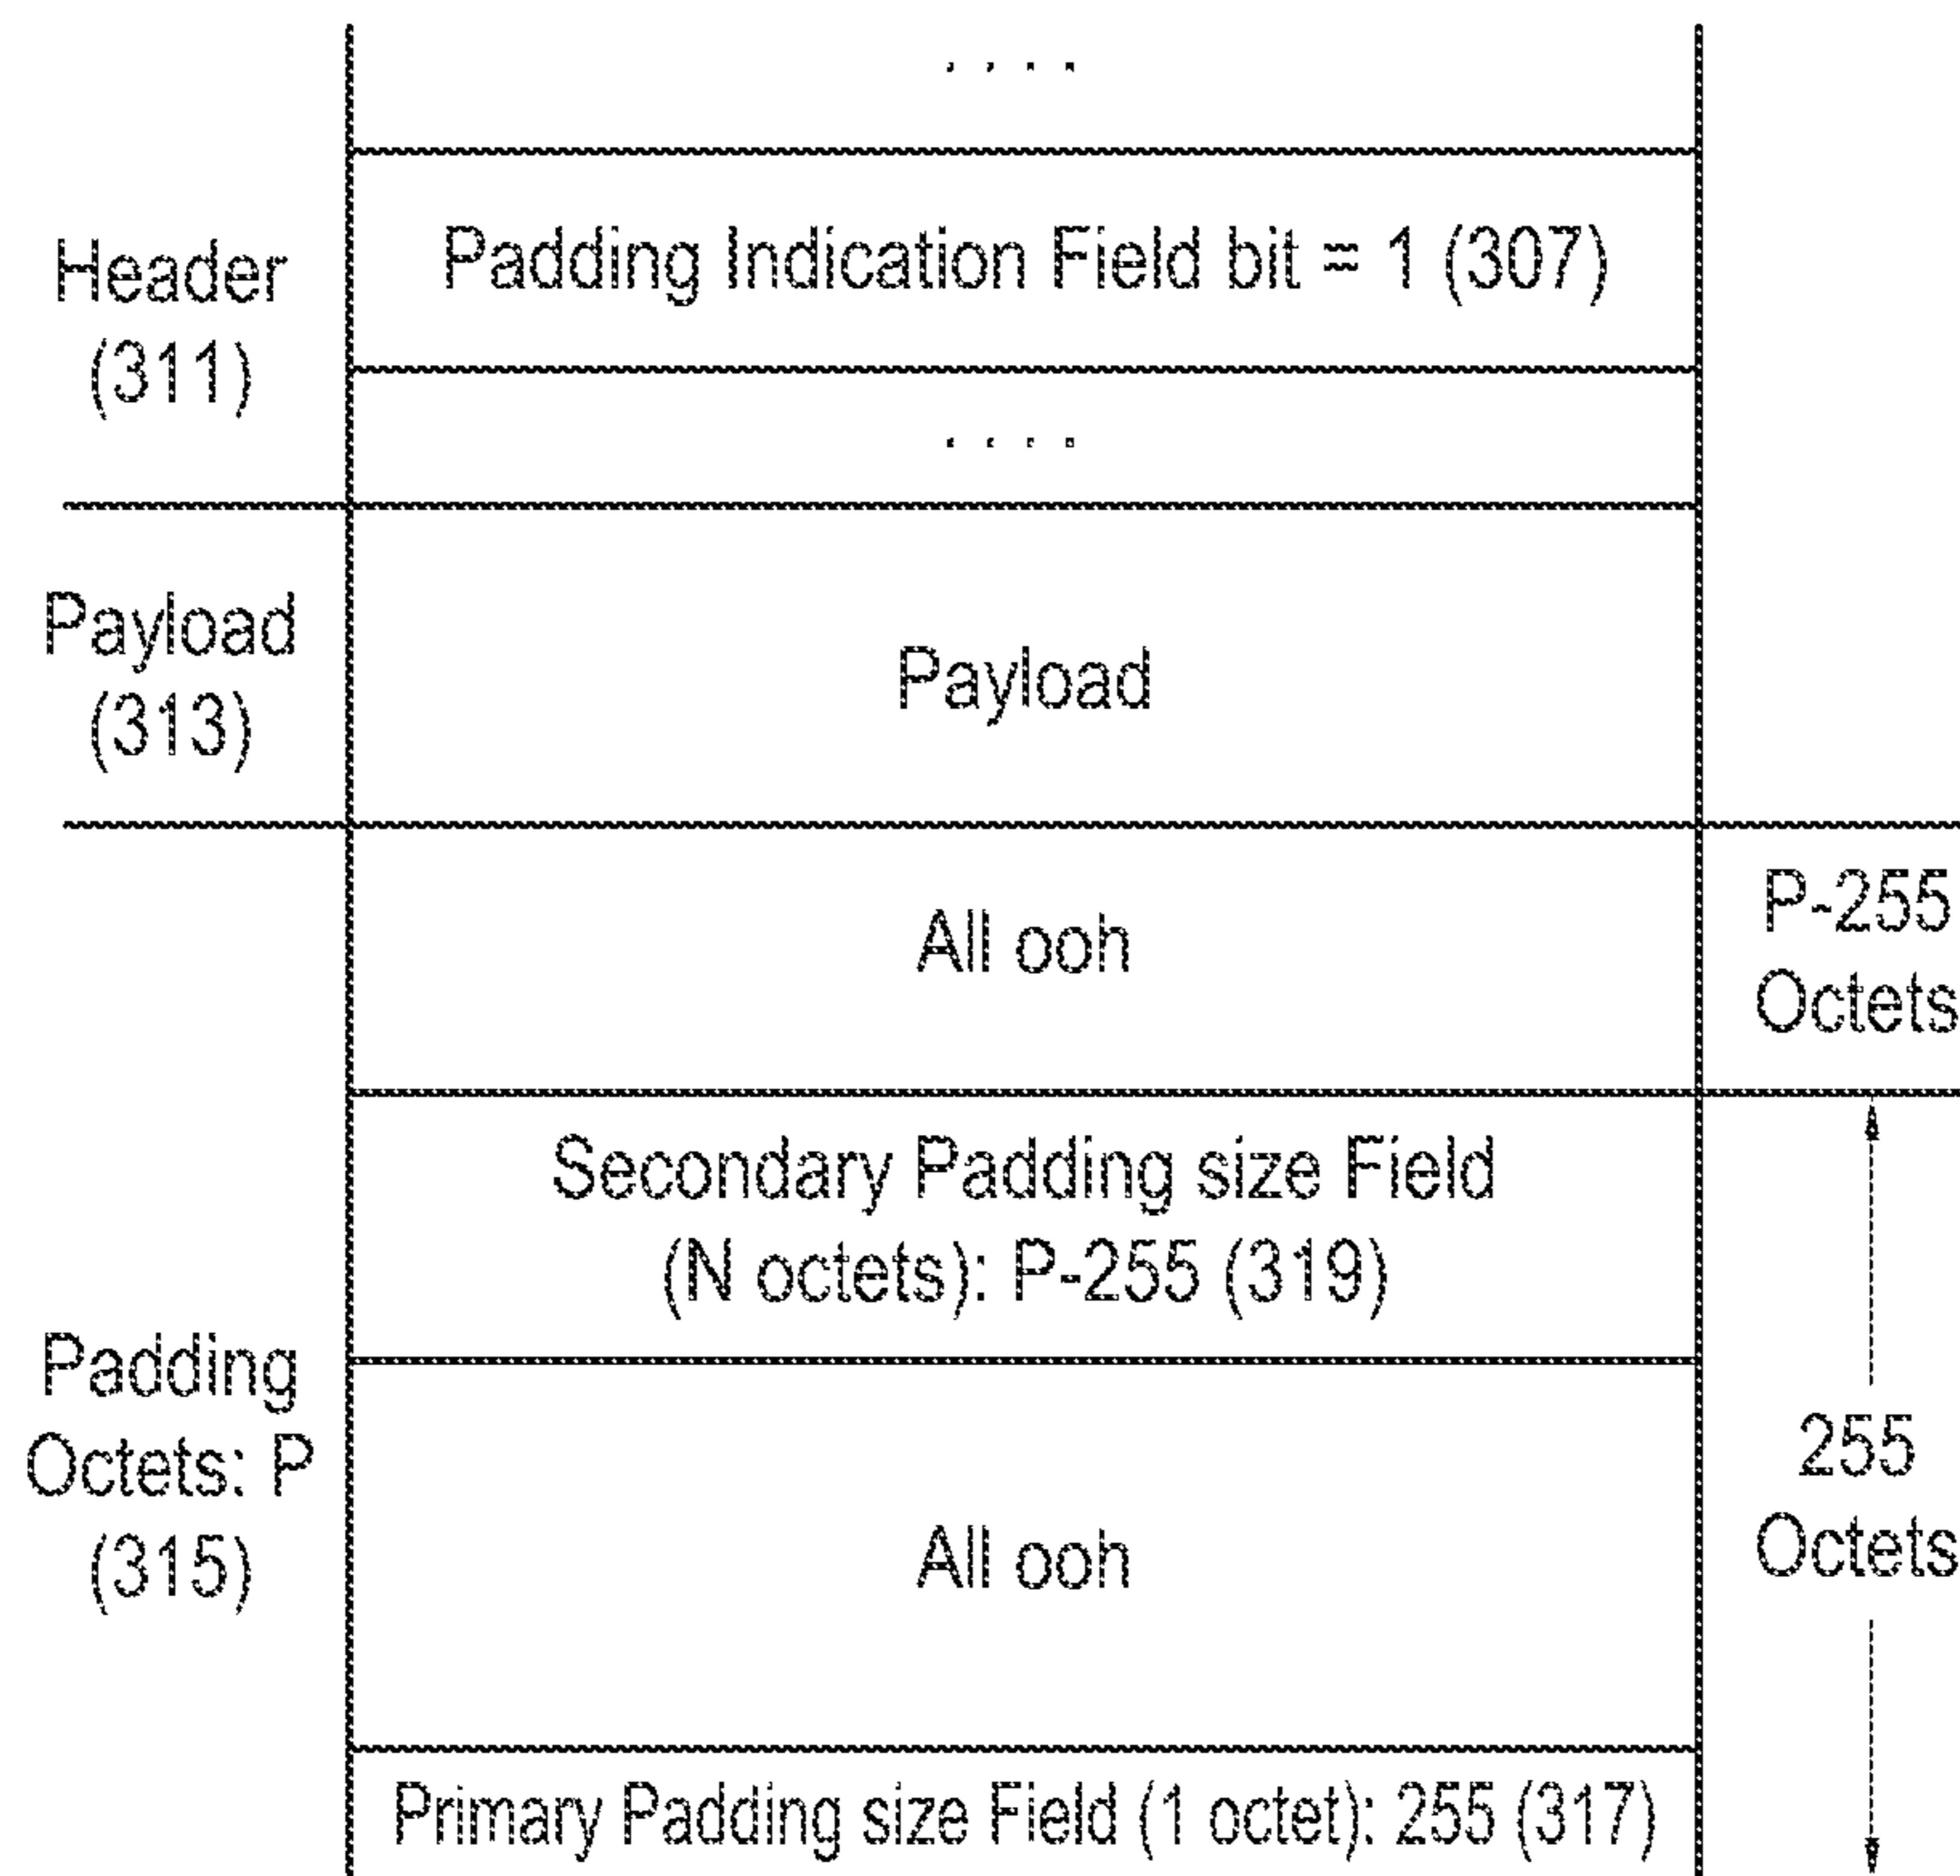 . . . .
Header
(311)
Padding Indication Field bit = 1 (307)
. . . .
Payload
(313)
Payload
All ooh
P-255
Octets
Secondary Padding size Field
(N octets): P-255 (319)
Padding
Octets: P
(315)
All ooh
255
Octets
Primary Padding size Field (1 octet): 255 (317)